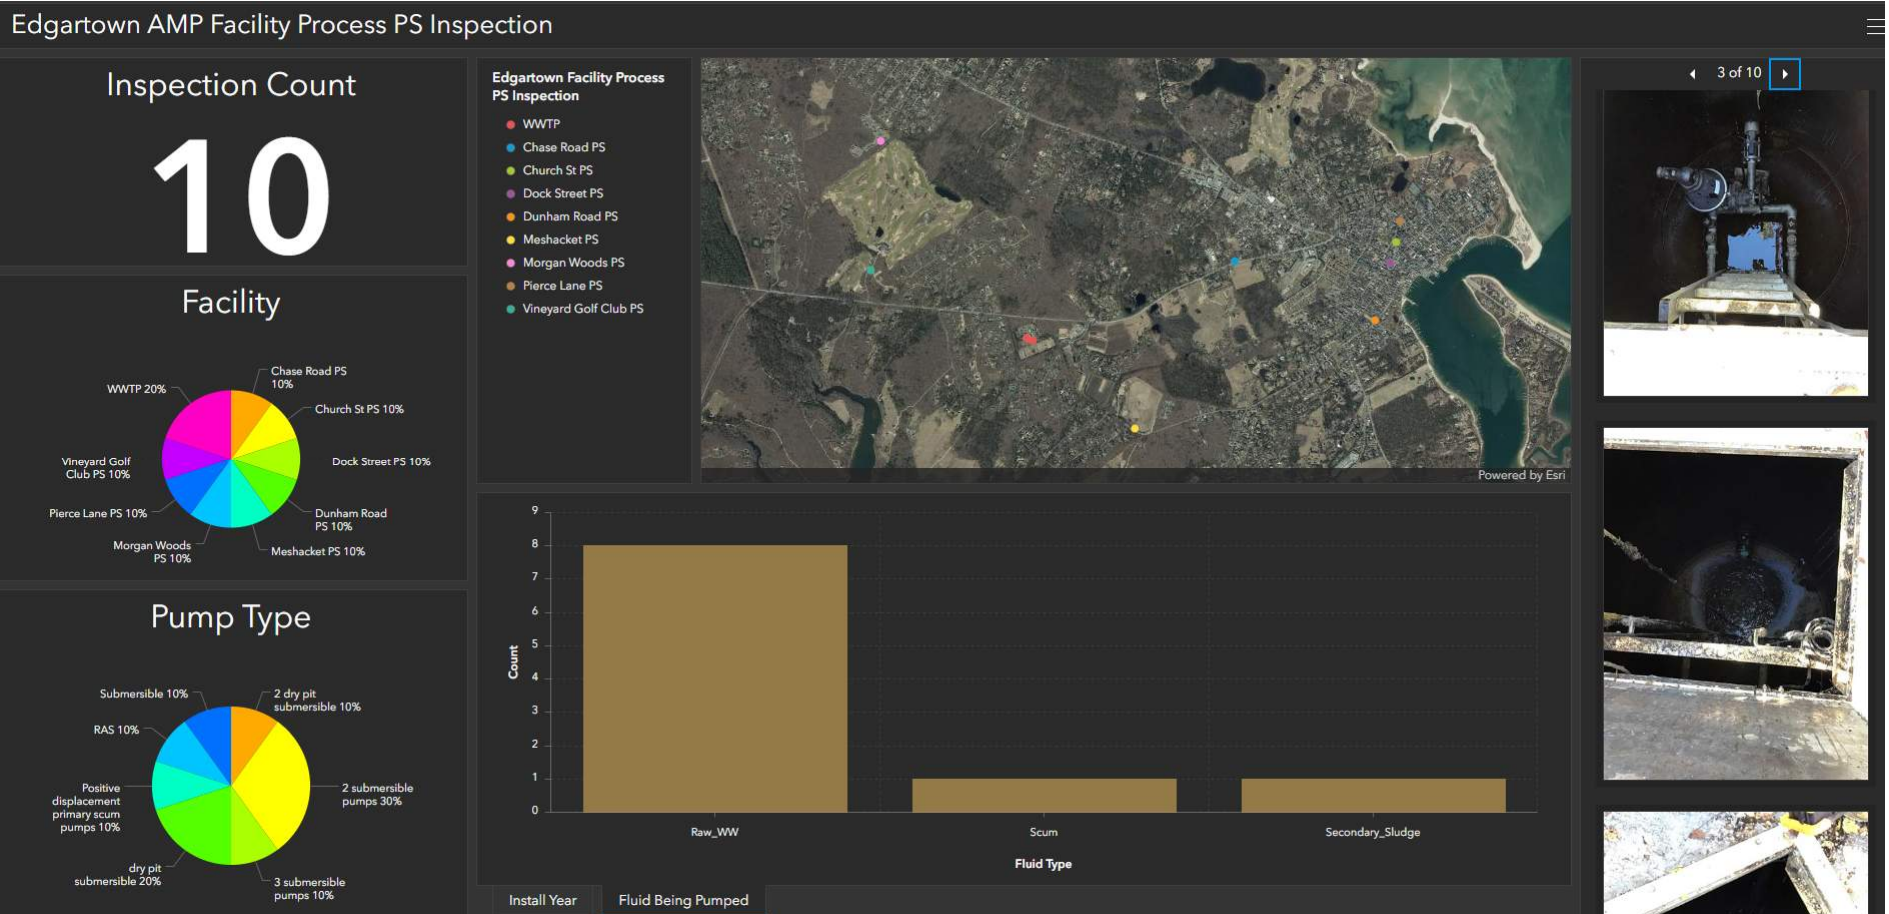 Edgartown AMP Facility Process PS Inspection
Inspection Count
10
Facility
Chase Road PS
10%
WWTP 20%
Church St PS 10%
Vineyard Golf
Club PS 10%
Dock Street PS 10%
Pierce Lane PS 10%
Dunham Road
PS 10%
Morgan Woods
PS 10%
Meshacket PS 10%
Pump Type
Submersible 10%
2 dry pit
submersible 10%
RAS 10%
Positive
displacement
primary scum
pumps 10%
2 submersible
pumps 30%
dry pit
submersible 20%
3 submersible
pumps 10%
Edgartown Facility Process
PS Inspection
WWTP
Chase Road PS
Church St PS
Dock Street PS
Dunham Road PS
Meshacket PS
Morgan Woods PS
Pierce Lane PS
Vineyard Golf Club PS
Powered by Esri
9
8
7
6
5
4
3
2
1
0
Count
Raw_WW
Scum
Secondary_Sludge
Fluid Type
Install Year
Fluid Being Pumped
3 of 10